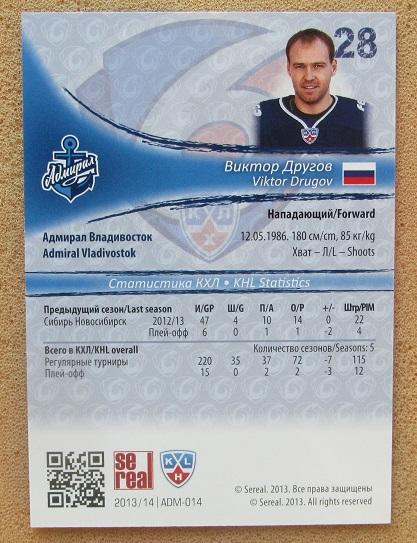 28
Виктор Другов
Viktor Drugov
Адмирал
Нападающий/Forward
Адмирал Владивосток
Admiral Vladivostok
12.05.1986. 180 см/cm, 85 кг/kg
Хват – Л/L – Shoots
КХЛ
Статистика КХЛ • KHL Statistics
Предыдущий сезон/Last season И/GP Ш/G П/A О/P +/- Штр/PIM
Сибирь Новосибирск 2012/13 47 4 10 14 0 22
Плей-офф 6 0 1 1 -2 4
Всего в КХЛ/KHL overall Количество сезонов/Seasons: 5
Регулярные турниры 220 35 37 72 -7 115
Плей-офф 15 0 2 2 -3 12
se real
KHL
2013/14 | ADM-014
© Sereal. 2013. Все права защищены
© Sereal. 2013. All rights reserved